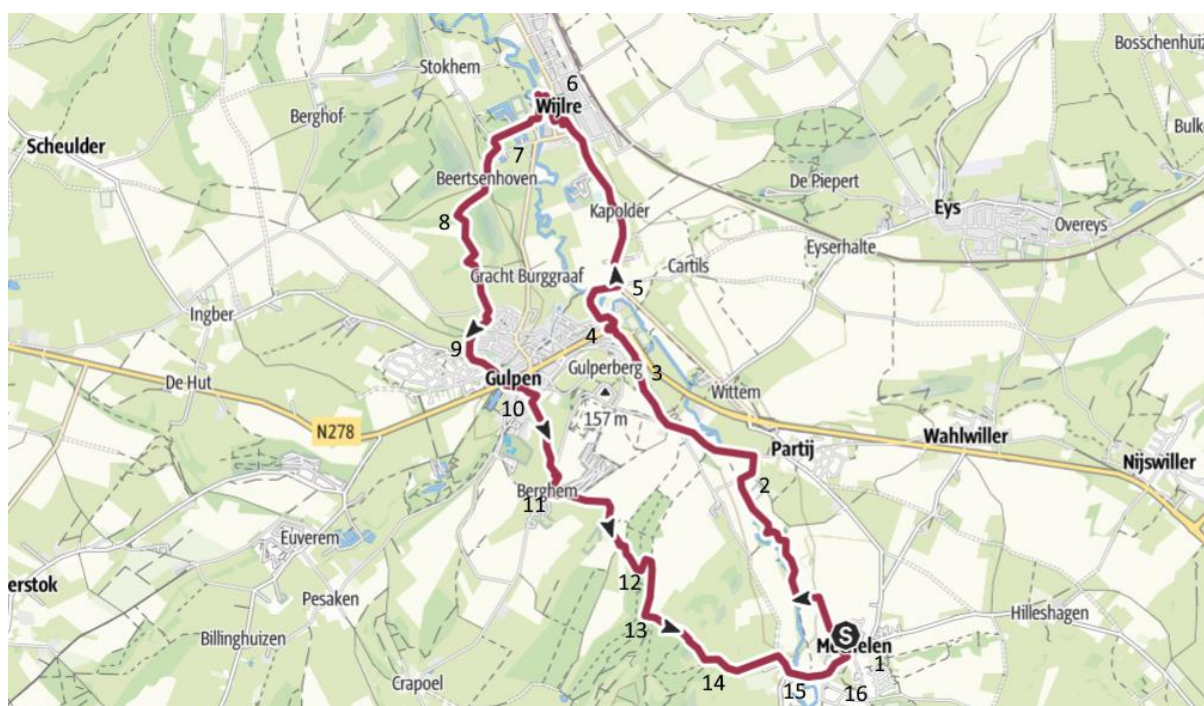 Bosschenhuiz
Stokhem
6
Wijlre
Berghof
Scheulder
7
Bulke
Beertsenhoven
De Piepert
8
Kapolder
Eys
Overeys
Eyserhalte
Gracht Burggraaf
Cartils
5
Ingber
4
9
Gulperberg
3
De Hut
Gulpen
Wittem
10
157 m
N278
Wahlwiller
Partij
Nijswiller
2
Berghem
11
Euverem
12
erstok
Pesaken
Hilleshagen
13
Billinghuizen
S
1
Crapoel
14
15
16